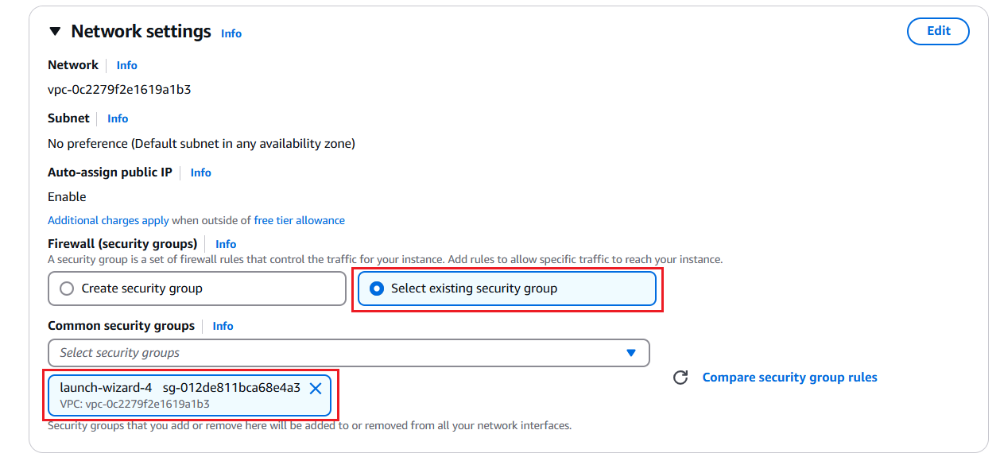 Network settings Info Edit
Network Info
vpc-0c2279f2e1619a1b3
Subnet Info
No preference (Default subnet in any availability zone)
Auto-assign public IP Info
Enable
Additional charges apply when outside of free tier allowance
Firewall (security groups) Info
A security group is a set of firewall rules that control the traffic for your instance. Add rules to allow specific traffic to reach your instance.
Create security group Select existing security group
Common security groups Info
Select security groups
Compare security group rules
launch-wizard-4 sg-012de811bca68e4a3
VPC: vpc-0c2279f2e1619a1b3
Security groups that you add or remove here will be added to or removed from all your network interfaces.